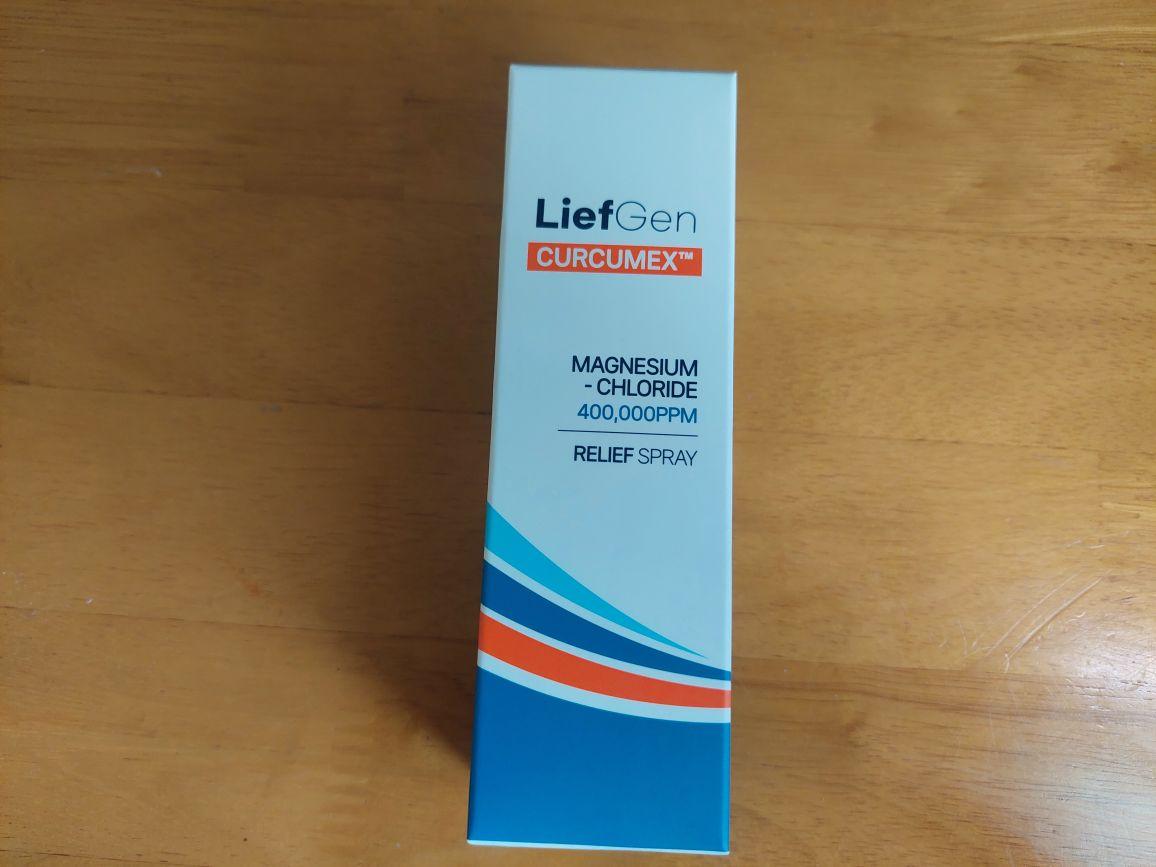 LiefGen
CURCUMEX™
MAGNESIUM
- CHLORIDE
400,000PPM
RELIEF SPRAY